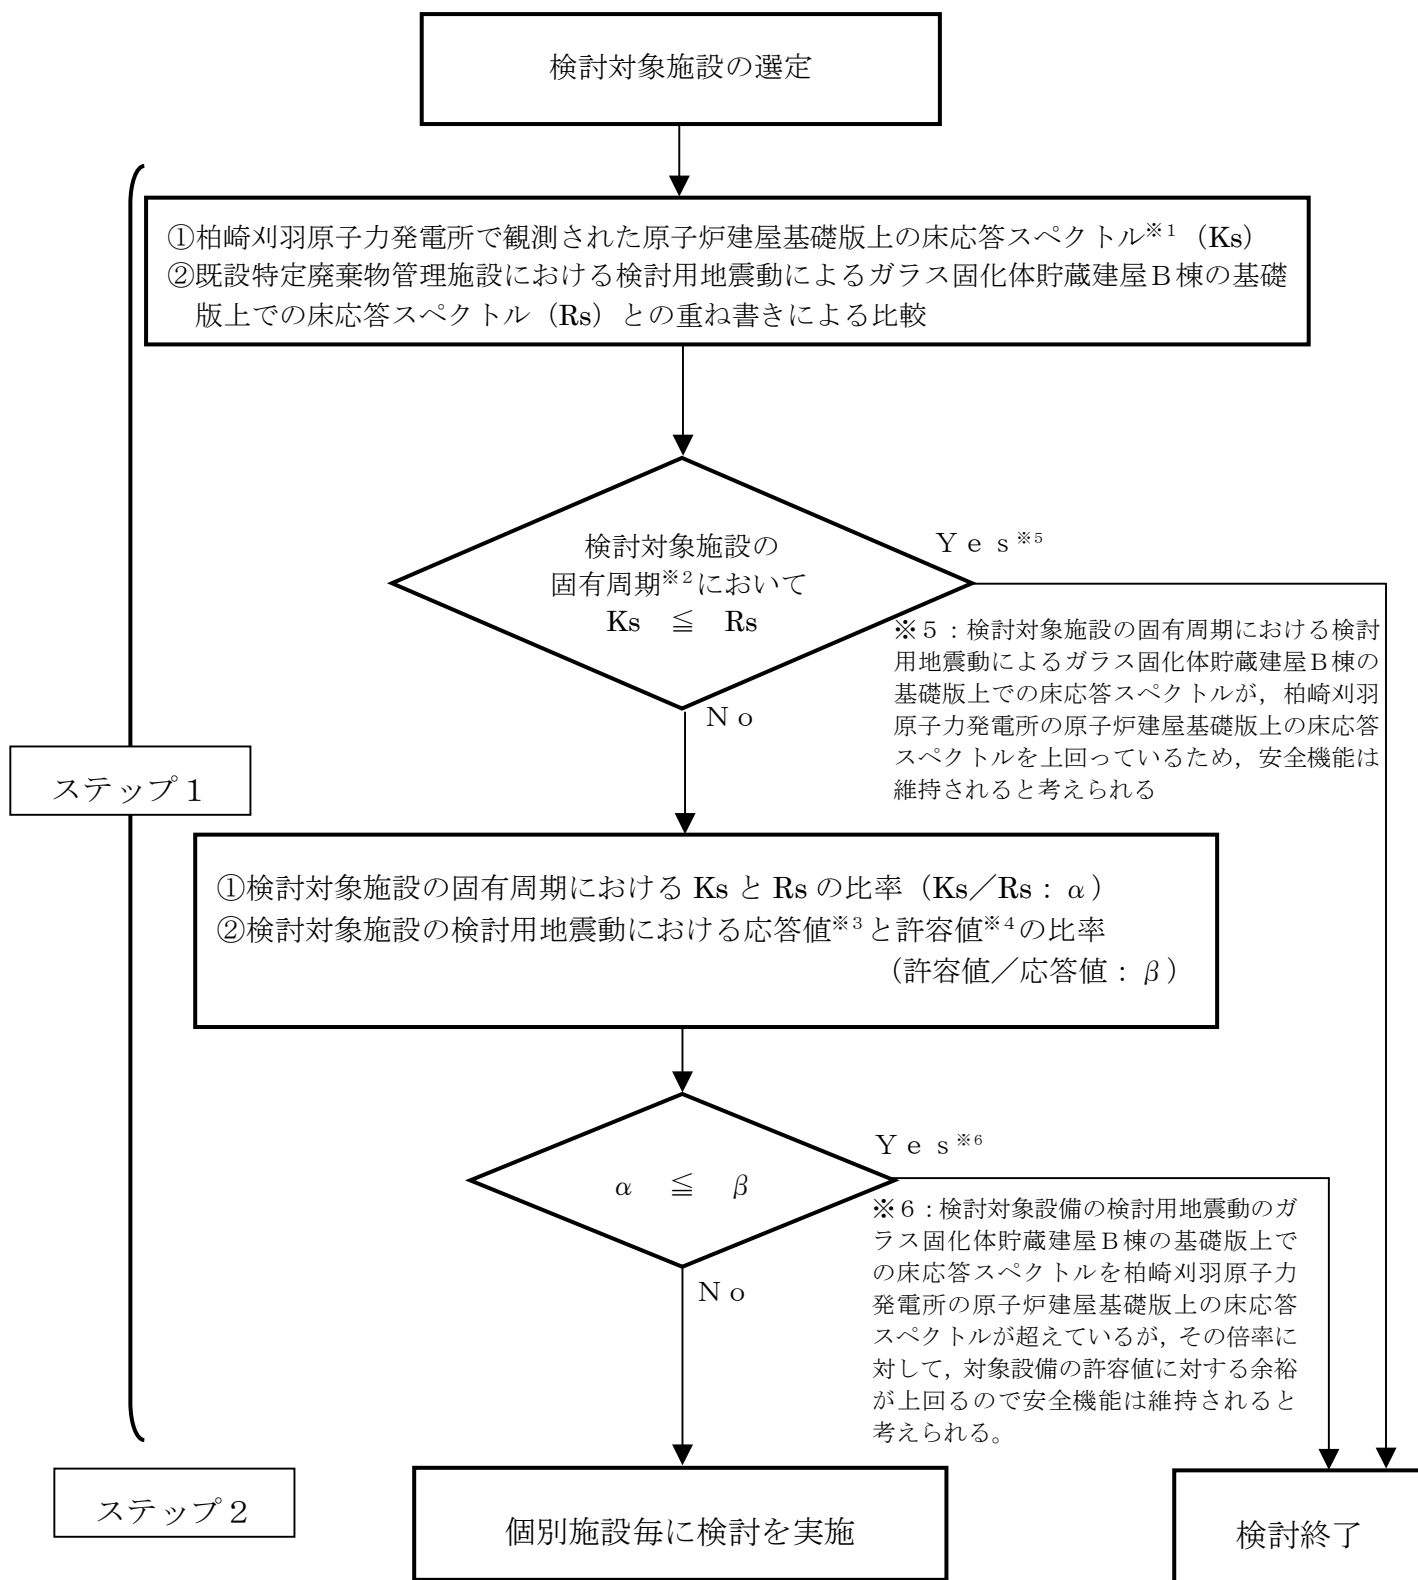 検討対象施設の選定
①柏崎刈羽原子力発電所で観測された原子炉建屋基礎版上の床応答スペクトル※1（Ks）
②既設特定廃棄物管理施設における検討用地震動によるガラス固化体貯蔵建屋Ｂ棟の基礎
版上での床応答スペクトル（Rs）との重ね書きによる比較
検討対象施設の
固有周期※2において
Ks ≦ Rs
Ｙｅｓ※5
※５：検討対象施設の固有周期における検討
用地震動によるガラス固化体貯蔵建屋Ｂ棟の
基礎版上での床応答スペクトルが，柏崎刈羽
原子力発電所の原子炉建屋基礎版上の床応答
スペクトルを上回っているため，安全機能は
維持されると考えられる
Ｎｏ
ステップ１
①検討対象施設の固有周期における Ks と Rs の比率（Ks／Rs：α）
②検討対象施設の検討用地震動における応答値※3と許容値※4の比率
（許容値／応答値：β）
α ≦ β
Ｙｅｓ※6
※６：検討対象設備の検討用地震動のガ
ラス固化体貯蔵建屋Ｂ棟の基礎版上で
の床応答スペクトルを柏崎刈羽原子力
発電所の原子炉建屋基礎版上の床応答
スペクトルが超えているが，その倍率に
対して，対象設備の許容値に対する余裕
が上回るので安全機能は維持されると
考えられる。
Ｎｏ
ステップ２
個別施設毎に検討を実施
検討終了